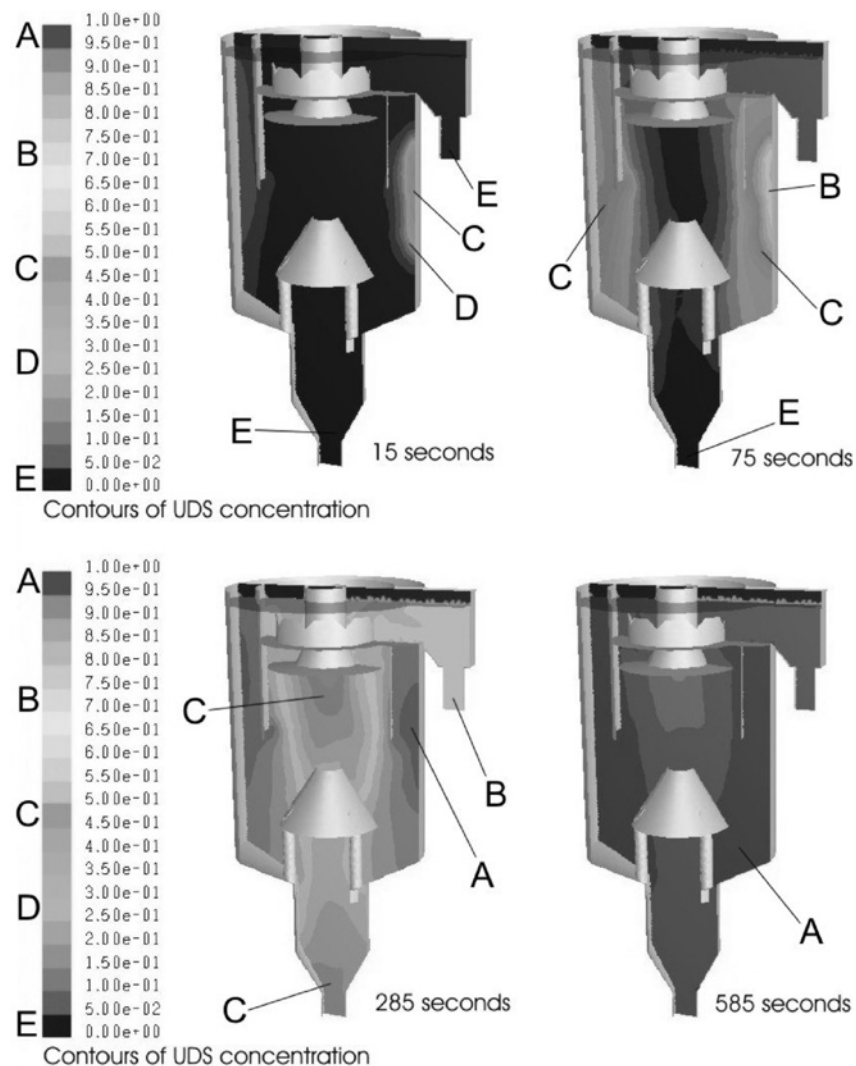 A
1.00e+00
9.50e-01
9.00e-01
8.50e-01
8.00e-01
B
7.50e-01
7.00e-01
6.50e-01
6.00e-01
5.50e-01
5.00e-01
C
4.50e-01
4.00e-01
3.50e-01
3.00e-01
D
2.50e-01
2.00e-01
1.50e-01
1.00e-01
5.00e-02
E
0.00e+00
Contours of UDS concentration
E
C
D
E
15 seconds
B
C
C
E
75 seconds
A
1.00e+00
9.50e-01
9.00e-01
8.50e-01
8.00e-01
B
7.50e-01
7.00e-01
6.50e-01
6.00e-01
5.50e-01
5.00e-01
C
4.50e-01
4.00e-01
3.50e-01
3.00e-01
D
2.50e-01
2.00e-01
1.50e-01
1.00e-01
5.00e-02
E
0.00e+00
Contours of UDS concentration
C
B
A
C
285 seconds
A
585 seconds